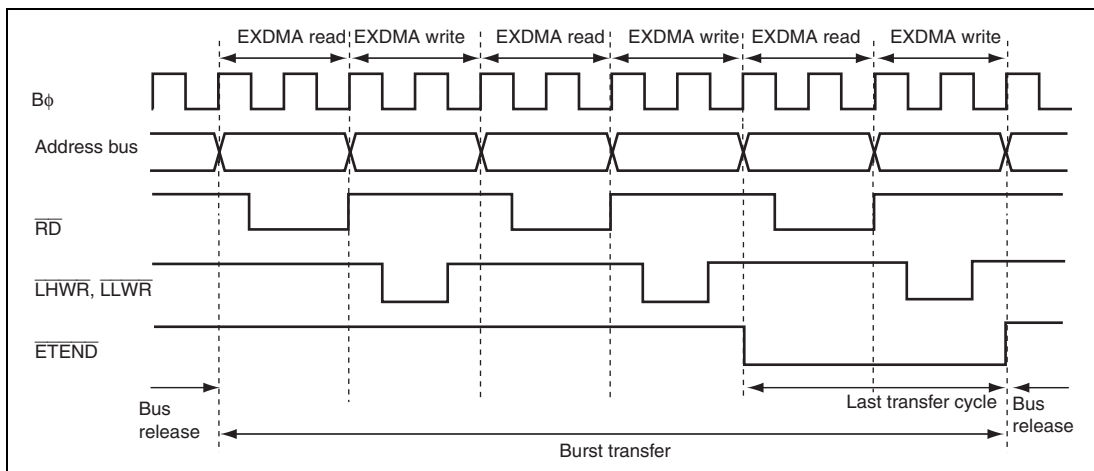 EXDMA read EXDMA write EXDMA read EXDMA write EXDMA read EXDMA write
Bϕ
Address bus
RD
LHWR, LLWR
ETEND
Last transfer cycle
Bus
release
Bus
release
Burst transfer